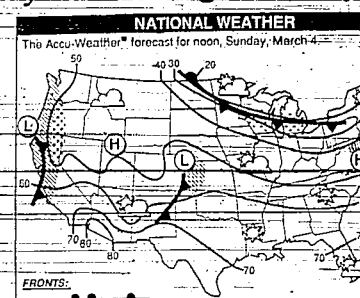 NATIONAL WEATHER
The Accu-Weather® forecast for noon, Sunday, March 4.
50
-40 30
20
L
H
L
60
70
80
80
70
70
FRONTS: